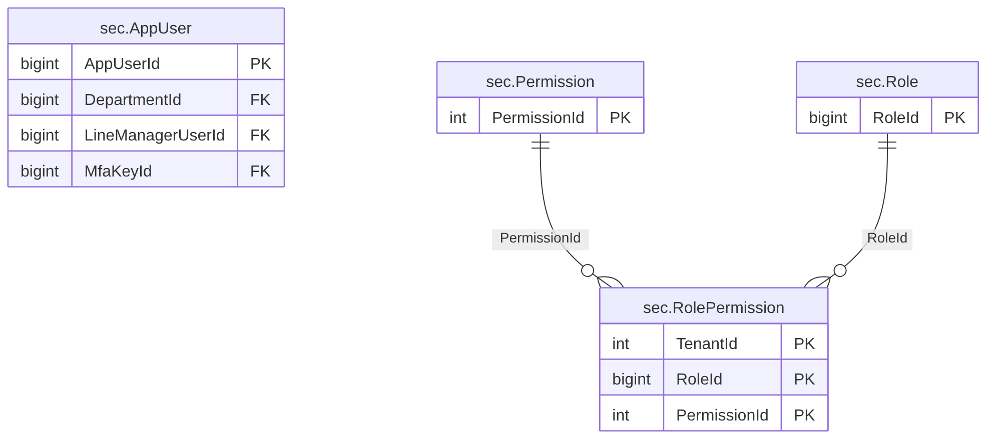 sec.AppUser
bigint AppUserId PK
bigint DepartmentId FK
bigint LineManagerUserId FK
bigint MfaKeyId FK
sec.Permission
int PermissionId PK
sec.Role
bigint RoleId PK
PermissionId
RoleId
sec.RolePermission
int TenantId PK
bigint RoleId PK
int PermissionId PK